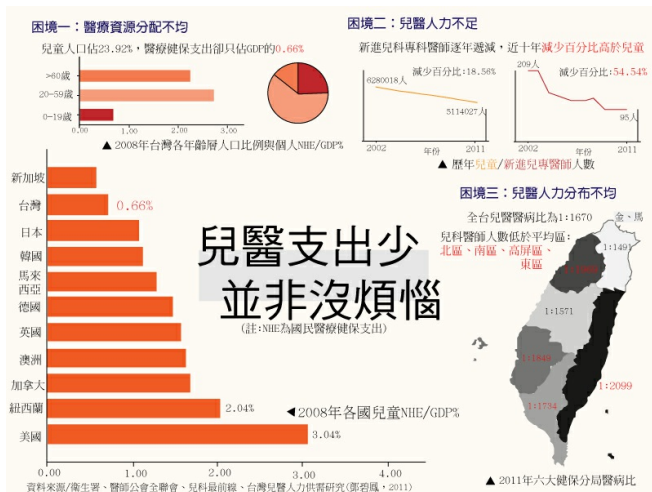 困境一：醫療資源分配不均
兒童人口佔23.92%，醫療健保支出卻只佔GDP的0.66%
>60歲
20-59歲
0-19歲
0.00 1.00 2.00 3.00
▲2008年台灣各年齡層人口比例與個人NHE/GDP%
困境二：兒醫人力不足
新進兒科專科醫師逐年遞減，近十年減少百分比高於兒童
6280018人
減少百分比:18.56%
5114027人
2002 年份 2011
209人
減少百分比:54.54%
95人
2002 年份 2011
▲ 歷年兒童/新進兒專醫師人數
新加坡
台灣 0.66%
日本
韓國
馬來
西亞
德國
英國
澳洲
加拿大
紐西蘭 2.04%
美國 3.04%
0.00 1.00 2.00 3.00 4.00
兒醫支出少
並非沒煩惱
(註:NHE為國民醫療健保支出)
◀2008年各國兒童NHE/GDP%
困境三：兒醫人力分布不均
全台兒醫醫病比為1:1670
兒科醫師人數低於平均區：
北區、南區、高屏區、
東區
金、馬
1:1491
1:1571
1:1849
1:2099
1:1734
▲ 2011年六大健保分局醫病比
資料來源/衛生署、醫師公會全聯會、兒科最前線、台灣兒醫人力供需研究(鄭碧鳳，2011)